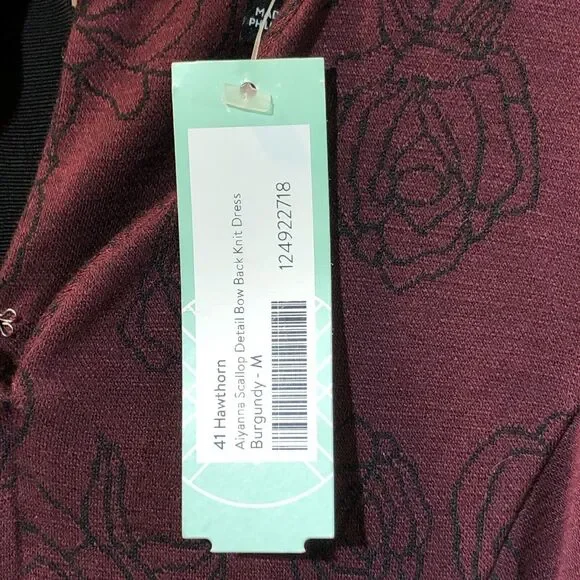 41 Hawthorn
Aiyanna Scallop Detail Bow Back Knit Dress
Burgundy - M
124922718